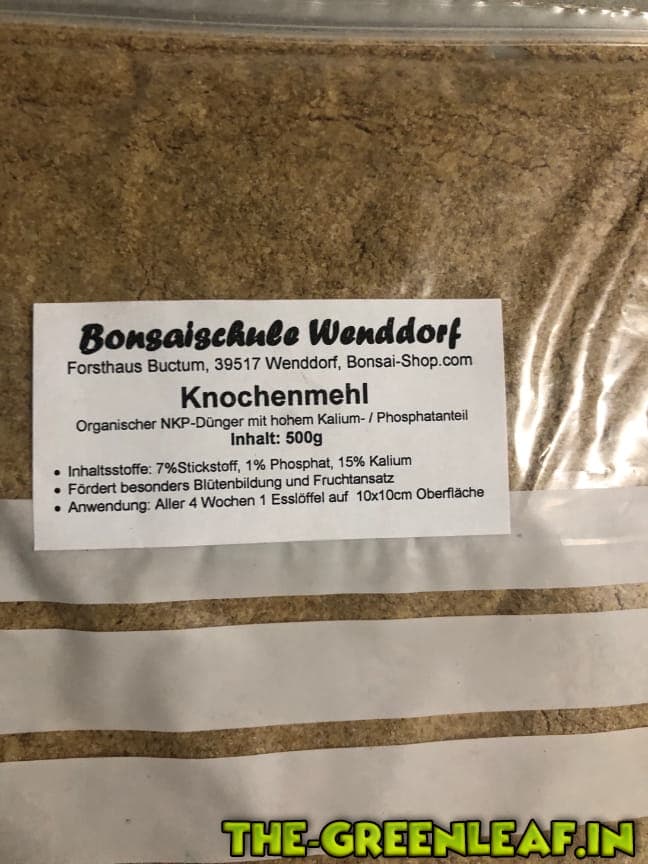 Bonsaischule Wenddorf
Forsthaus Buctum, 39517 Wenddorf, Bonsai-Shop.com
Knochenmehl
Organischer NKP-Dünger mit hohem Kalium- / Phosphatanteil
Inhalt: 500g
• Inhaltsstoffe: 7%Stickstoff, 1% Phosphat, 15% Kalium
• Fördert besonders Blütenbildung und Fruchtansatz
• Anwendung: Aller 4 Wochen 1 Esslöffel auf 10x10cm Oberfläche
THE-GREENLEAF.IN